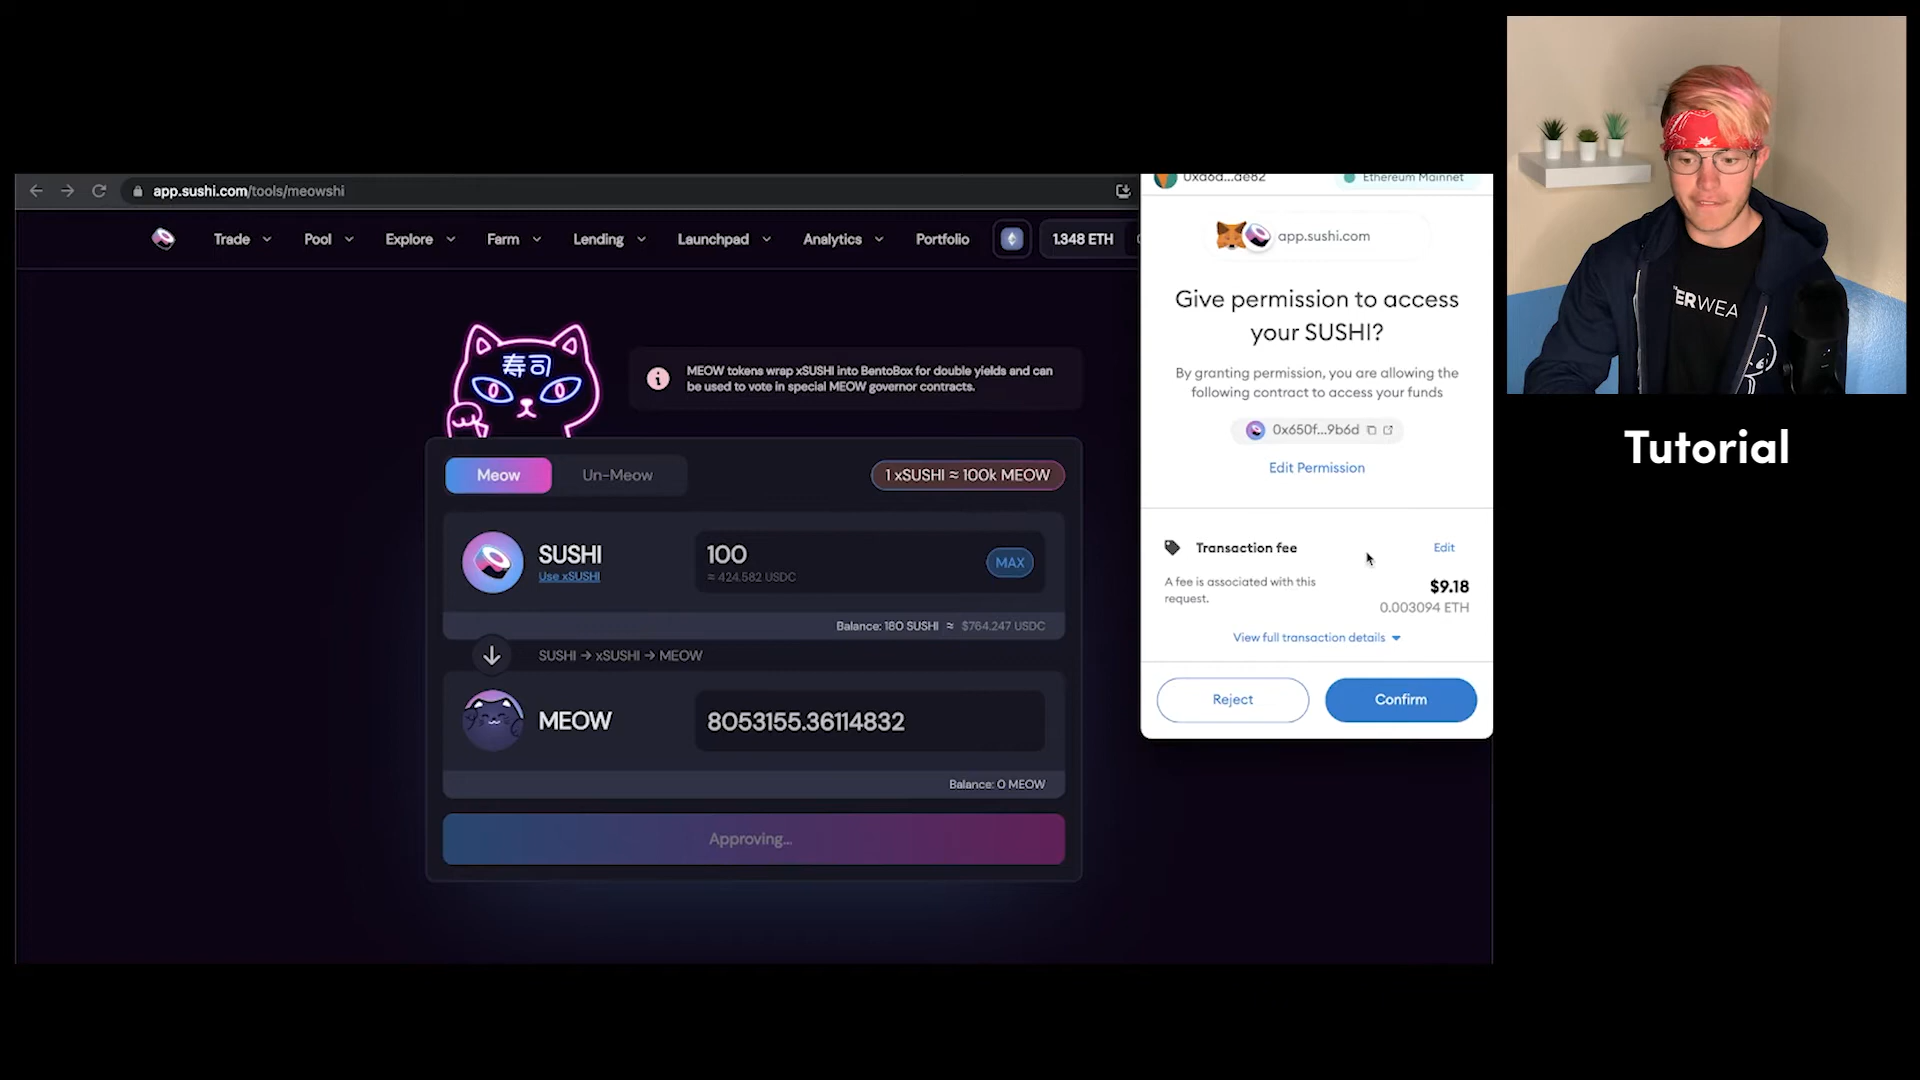 app.sushi.com/tools/meowshi
Trade
Pool
Explore
Farm
Lending
Launchpad
Analytics
Portfolio
1.348 ETH
寿司
MEOW tokens wrap xSUSHI into BentoBox for double yields and can
be used to vote in special MEOW governor contracts.
Meow
Un-Meow
1 xSUSHI ≈ 100k MEOW
SUSHI
Use xSUSHI
100
≈ 424.582 USDC
MAX
Balance: 180 SUSHI ≈ $764.247 USDC
SUSHI → xSUSHI → MEOW
MEOW
8053155.36114832
Balance: 0 MEOW
Approving...
0xa6a...de82
Ethereum Mainnet
app.sushi.com
Give permission to access
your SUSHI?
By granting permission, you are allowing the
following contract to access your funds
0x650f...9b6d
Edit Permission
Transaction fee
Edit
A fee is associated with this
request.
$9.18
0.003094 ETH
View full transaction details
Reject
Confirm
ERWEA
Tutorial